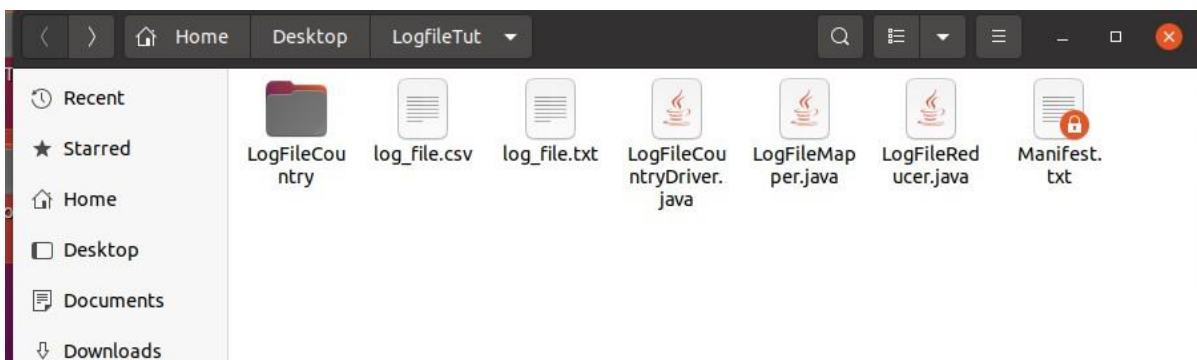 Home Desktop LogfileTut
Recent
Starred
Home
Desktop
Documents
Downloads
LogFileCou
ntry
log_file.csv
log_file.txt
LogFileCou
ntryDriver.
java
LogFileMap
per.java
LogFileRed
ucer.java
Manifest.
txt